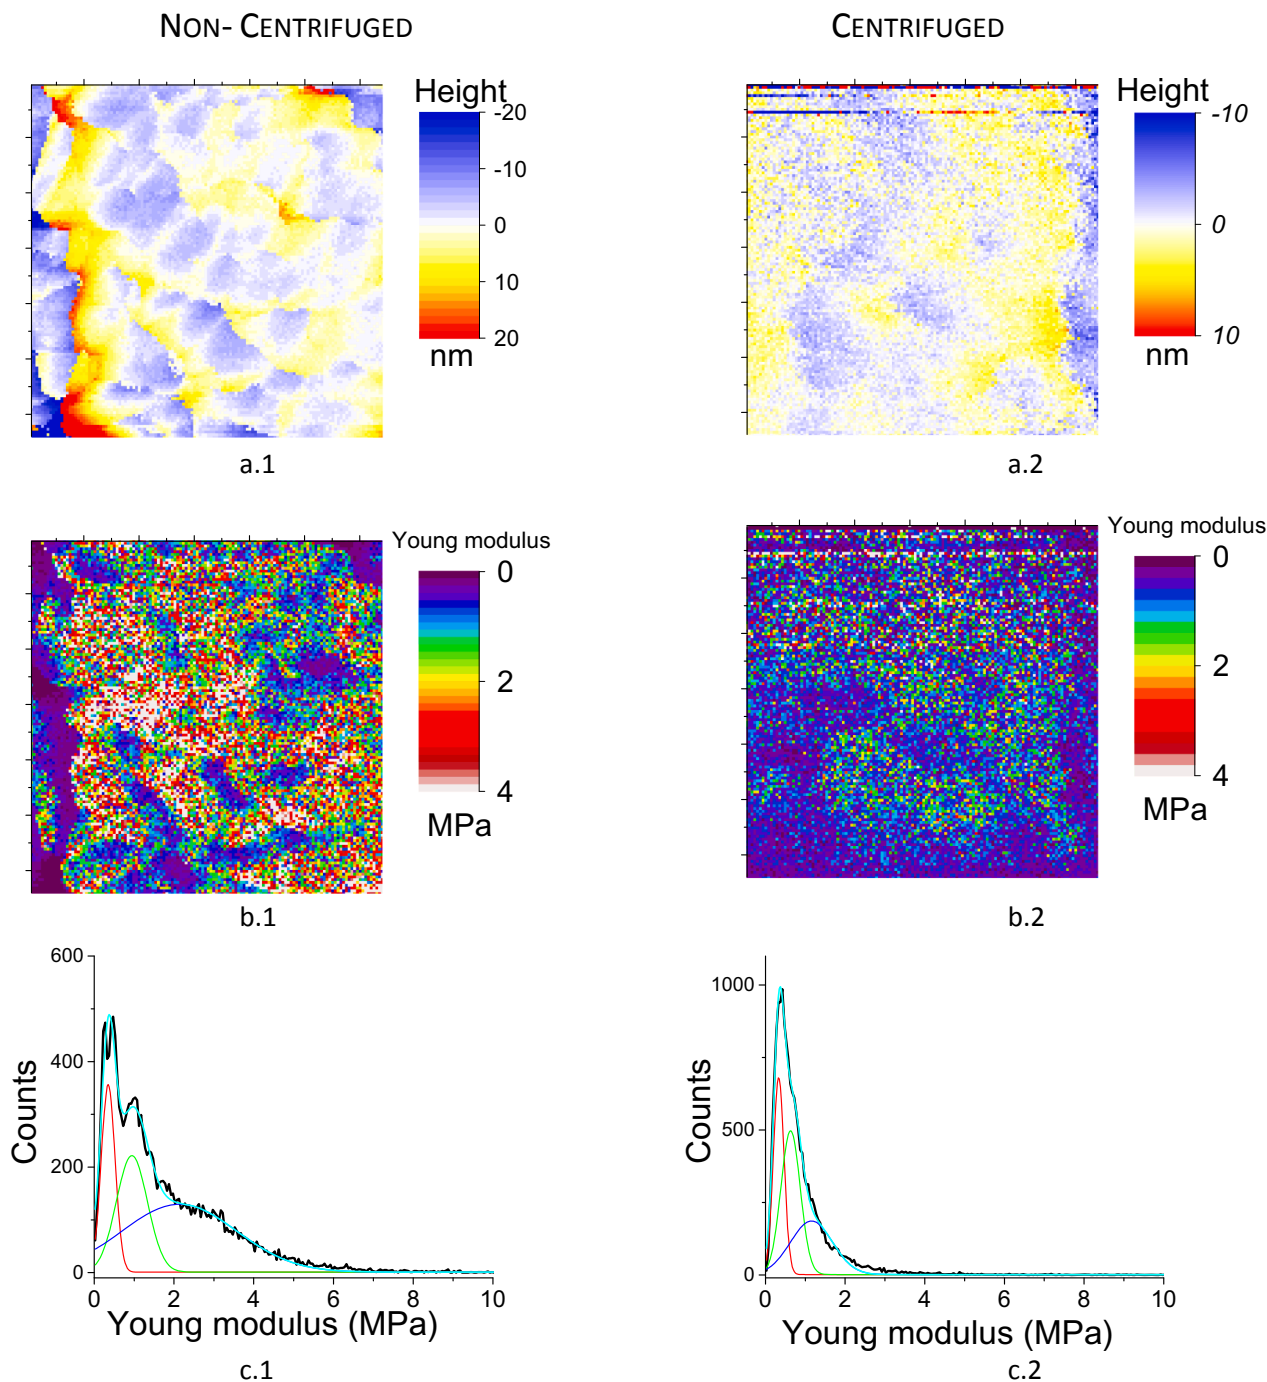 NON- CENTRIFUGED
CENTRIFUGED
Height
-20
-10
0
10
20
nm
a.1
Height
-10
0
10
nm
a.2
Young modulus
0
2
4
MPa
b.1
Young modulus
0
2
4
MPa
b.2
600
400
200
0
Counts
0 2 4 6 8 10
Young modulus (MPa)
c.1
1000
500
0
Counts
0 2 4 6 8 10
Young modulus (MPa)
c.2